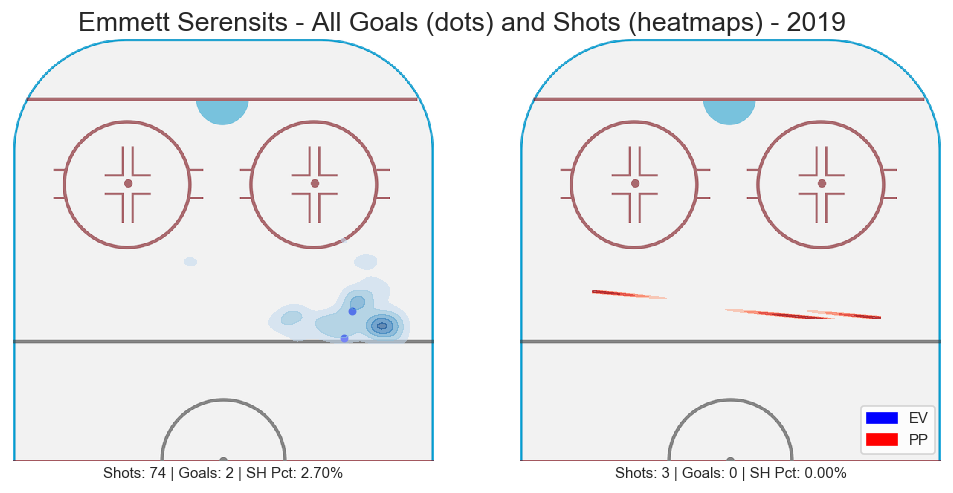 Emmett Serensits - All Goals (dots) and Shots (heatmaps) - 2019
EV
PP
Shots: 74 | Goals: 2 | SH Pct: 2.70%
Shots: 3 | Goals: 0 | SH Pct: 0.00%